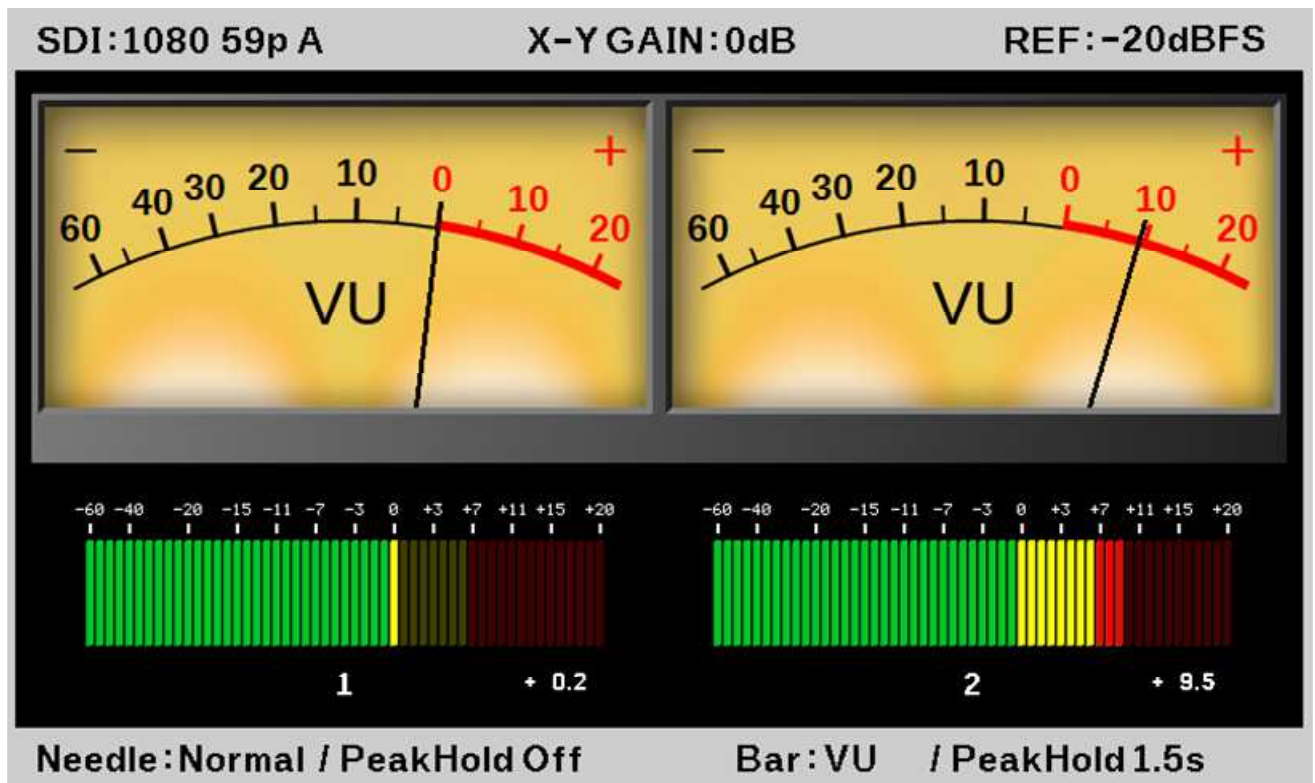 SDI:1080 59p A X-Y GAIN:0dB REF:-20dBFS
− +
60 40 30 20 10 0 10 20
VU
− +
60 40 30 20 10 0 10 20
VU
-60 -40 -20 -15 -11 -7 -3 0 +3 +7 +11 +15 +20
1 + 0.2
-60 -40 -20 -15 -11 -7 -3 0 +3 +7 +11 +15 +20
2 + 9.5
Needle:Normal / PeakHold Off Bar:VU / PeakHold 1.5s